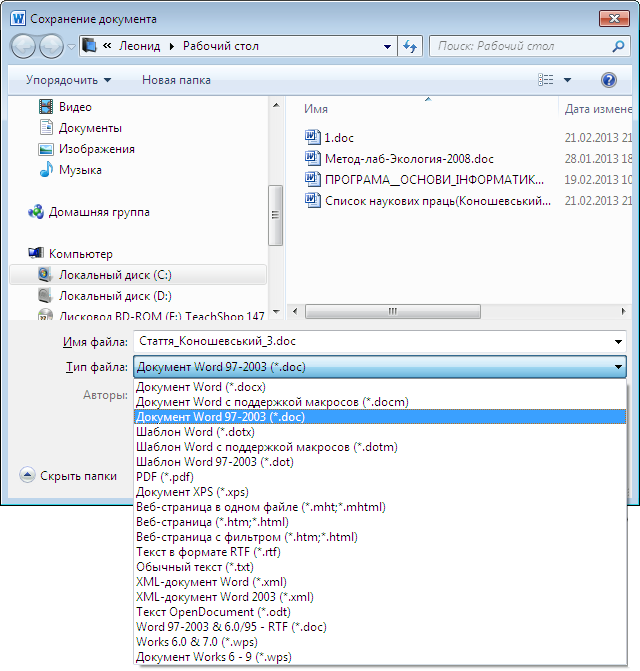 Сохранение документа
« Леонид ▸ Рабочий стол
Поиск: Рабочий стол
Упорядочить
Новая папка
Видео
Документы
Изображения
Музыка
Домашняя группа
Компьютер
Локальный диск (C:)
Локальный диск (D:)
Дисковод BD-ROM (F:) TeachShop 147
Имя
Дата измене
1.doc
21.02.2013 1
Метод-лаб-Экология-2008.doc
28.01.2013 18
ПРОГРАМА__ОСНОВИ_ІНФОРМАТИК...
19.02.2013 10
Список наукових праць(Коношевський...
21.02.2013 1
Имя файла:
Стаття_Коношевський_3.doc
Тип файла:
Документ Word 97-2003 (*.doc)
Авторы:
Документ Word (*.docx)
Документ Word с поддержкой макросов (*.docm)
Документ Word 97-2003 (*.doc)
Шаблон Word (*.dotx)
Шаблон Word с поддержкой макросов (*.dotm)
Шаблон Word 97-2003 (*.dot)
PDF (*.pdf)
Документ XPS (*.xps)
Веб-страница в одном файле (*.mht;*.mhtml)
Веб-страница (*.htm;*.html)
Веб-страница с фильтром (*.htm;*.html)
Текст в формате RTF (*.rtf)
Обычный текст (*.txt)
XML-документ Word (*.xml)
XML-документ Word 2003 (*.xml)
Текст OpenDocument (*.odt)
Word 97-2003 & 6.0/95 - RTF (*.doc)
Works 6.0 & 7.0 (*.wps)
Документ Works 6 - 9 (*.wps)
Скрыть папки